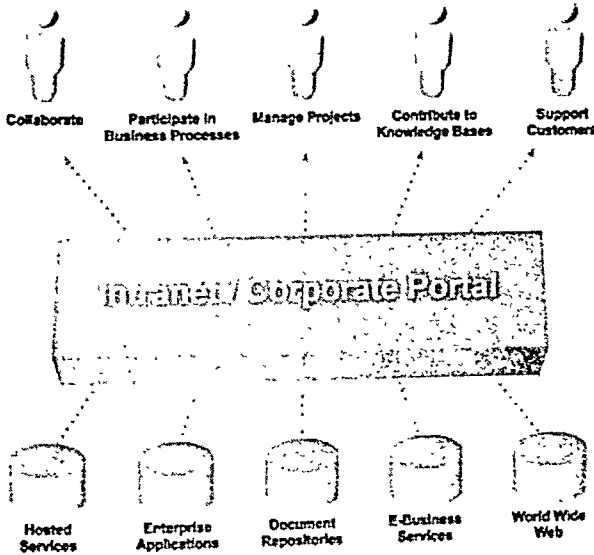 Collaborate
Participate in
Business Processes
Manage Projects
Contribute to
Knowledge Bases
Support
Customers
Intranet / Corporate Portal
Hosted
Services
Enterprise
Applications
Document
Repositories
E-Business
Services
World Wide
Web